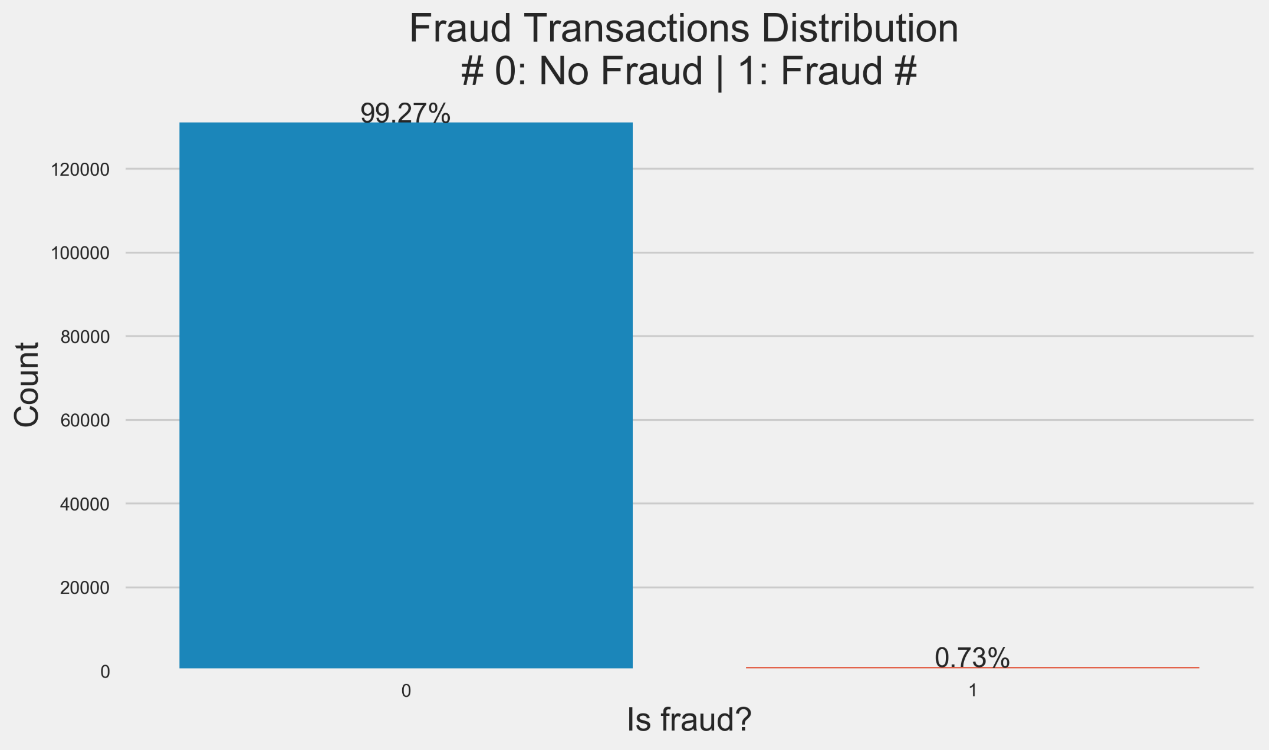 Fraud Transactions Distribution
# 0: No Fraud | 1: Fraud #
99.27%
120000
100000
80000
60000
40000
20000
0
Count
0.73%
0
1
Is fraud?